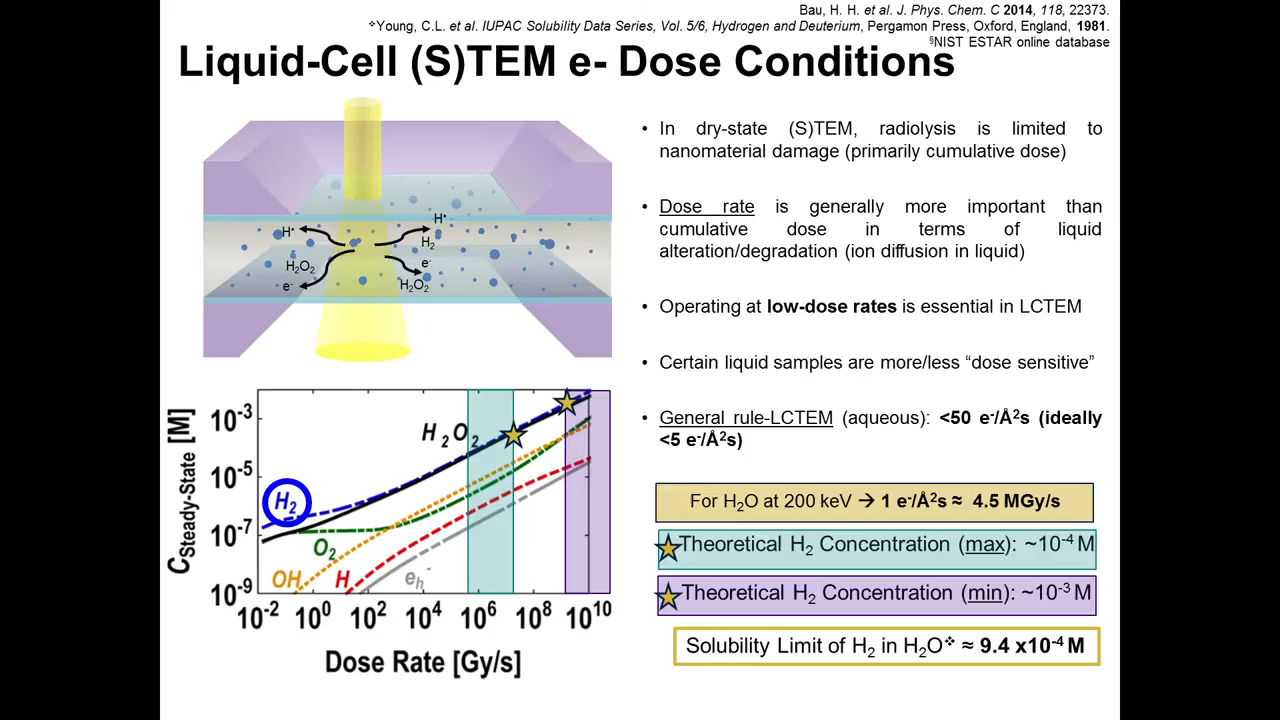 Bau, H. H. et al. J. Phys. Chem. C 2014, 118, 22373.
❖Young, C.L. et al. IUPAC Solubility Data Series, Vol. 5/6, Hydrogen and Deuterium, Pergamon Press, Oxford, England, 1981.
§NIST ESTAR online database
Liquid-Cell (S)TEM e- Dose Conditions
H•
H•
H₂
H₂O₂
e⁻
e⁻
H₂O₂
• In dry-state (S)TEM, radiolysis is limited to
nanomaterial damage (primarily cumulative dose)
• Dose rate is generally more important than
cumulative dose in terms of liquid
alteration/degradation (ion diffusion in liquid)
• Operating at low-dose rates is essential in LCTEM
• Certain liquid samples are more/less “dose sensitive”
• General rule-LCTEM (aqueous): <50 e⁻/Å²s (ideally
<5 e⁻/Å²s)
For H₂O at 200 keV → 1 e⁻/Å²s ≈ 4.5 MGy/s
Theoretical H₂ Concentration (max): ~10⁻⁴ M
Theoretical H₂ Concentration (min): ~10⁻³ M
Solubility Limit of H₂ in H₂O❖ ≈ 9.4 x10⁻⁴ M
C Steady-State [M]
10⁻³
10⁻⁵
10⁻⁷
10⁻⁹
H₂O₂
H₂
O₂
OH
H
eₕ⁻
10⁻² 10⁰ 10² 10⁴ 10⁶ 10⁸ 10¹⁰
Dose Rate [Gy/s]